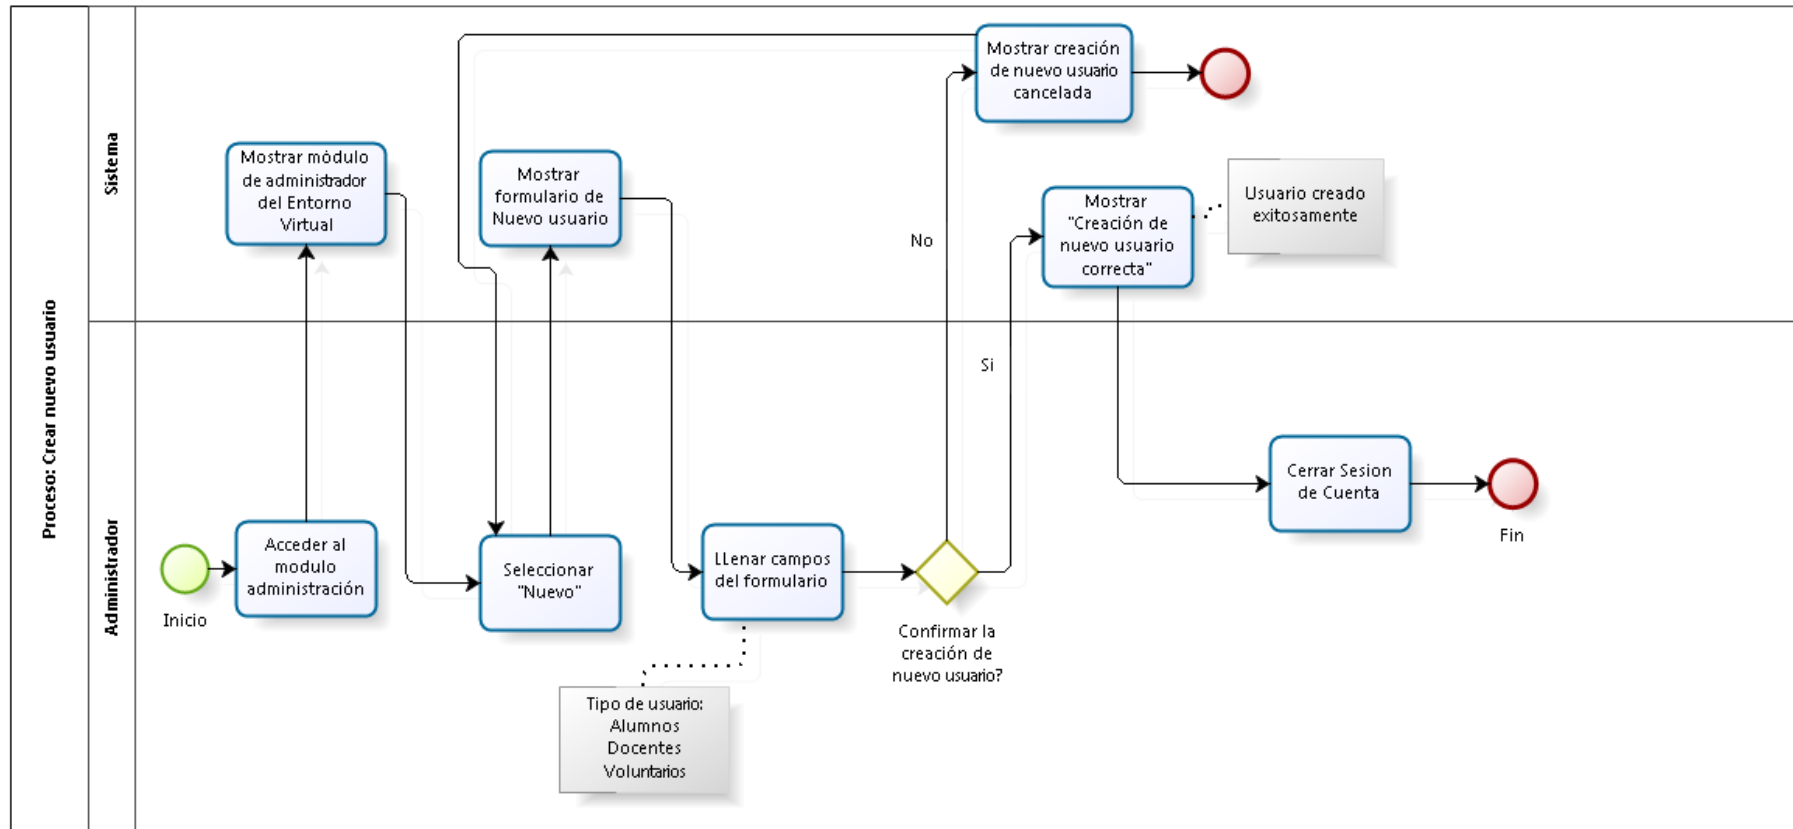 Proceso: Crear nuevo usuario
Sistema
Administrador
Mostrar creación
de nuevo usuario
cancelada
Mostrar módulo
de administrador
del Entorno
Virtual
Mostrar
formulario de
Nuevo usuario
No
Mostrar
"Creación de
nuevo usuario
correcta"
Usuario creado
exitosamente
Si
Inicio
Acceder al
modulo
administración
Seleccionar
"Nuevo"
LLenar campos
del formulario
Confirmar la
creación de
nuevo usuario?
Cerrar Sesion
de Cuenta
Fin
Tipo de usuario:
Alumnos
Docentes
Voluntarios